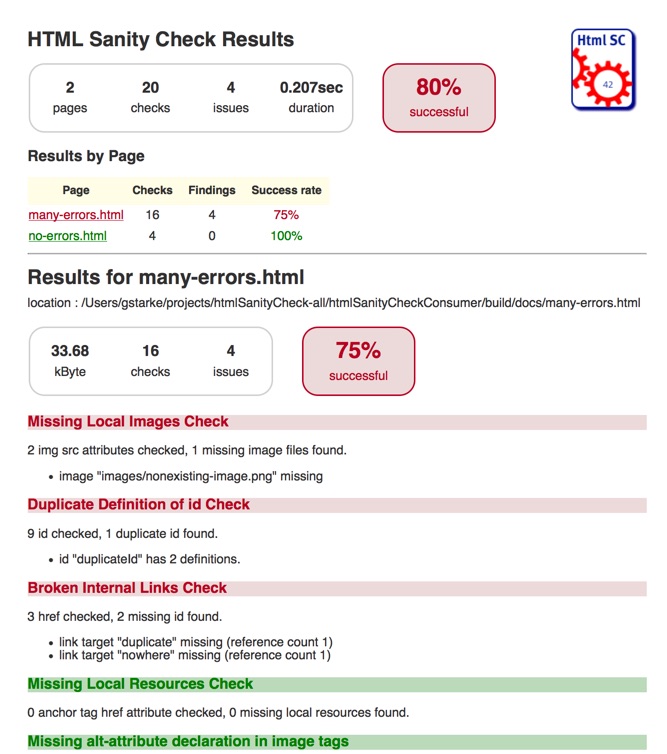 HTML Sanity Check Results
Html SC
42
2 20 4 0.207sec
pages checks issues duration
80%
successful
Results by Page
Page Checks Findings Success rate
many-errors.html 16 4 75%
no-errors.html 4 0 100%
Results for many-errors.html
location : /Users/gstarke/projects/htmlSanityCheck-all/htmlSanityCheckConsumer/build/docs/many-errors.html
33.68 16 4
kByte checks issues
75%
successful
Missing Local Images Check
2 img src attributes checked, 1 missing image files found.
• image "images/nonexisting-image.png" missing
Duplicate Definition of id Check
9 id checked, 1 duplicate id found.
• id "duplicateId" has 2 definitions.
Broken Internal Links Check
3 href checked, 2 missing id found.
• link target "duplicate" missing (reference count 1)
• link target "nowhere" missing (reference count 1)
Missing Local Resources Check
0 anchor tag href attribute checked, 0 missing local resources found.
Missing alt-attribute declaration in image tags